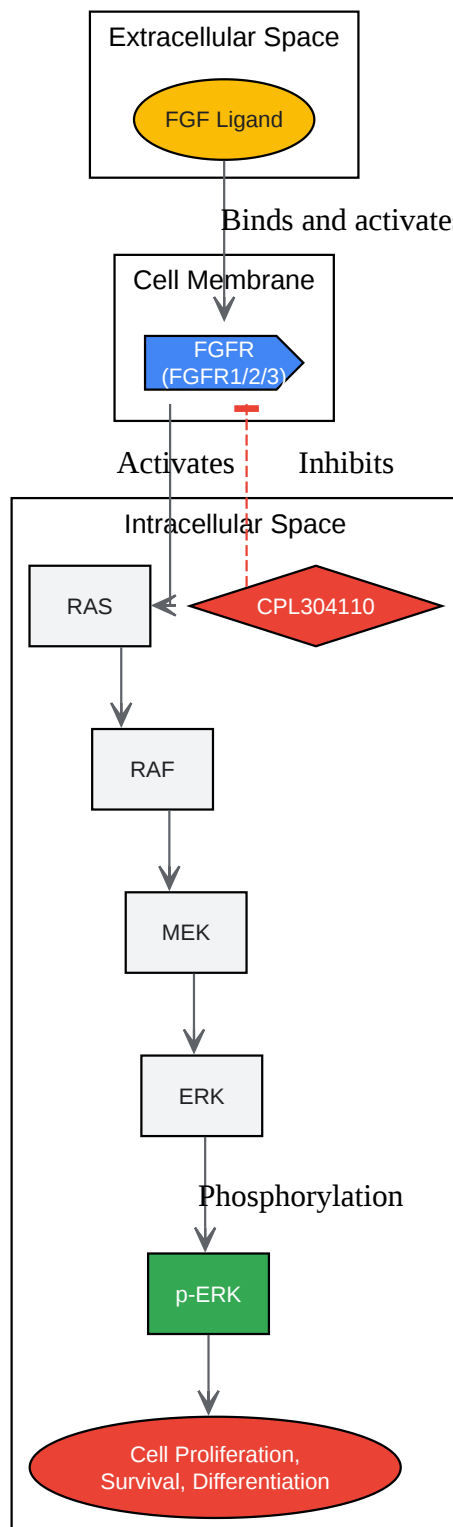 Extracellular Space
FGF Ligand
Binds and activates
Cell Membrane
FGFR
(FGFR1/2/3)
Activates
Inhibits
Intracellular Space
RAS
CPL304110
RAF
MEK
ERK
Phosphorylation
p-ERK
Cell Proliferation,
Survival, Differentiation